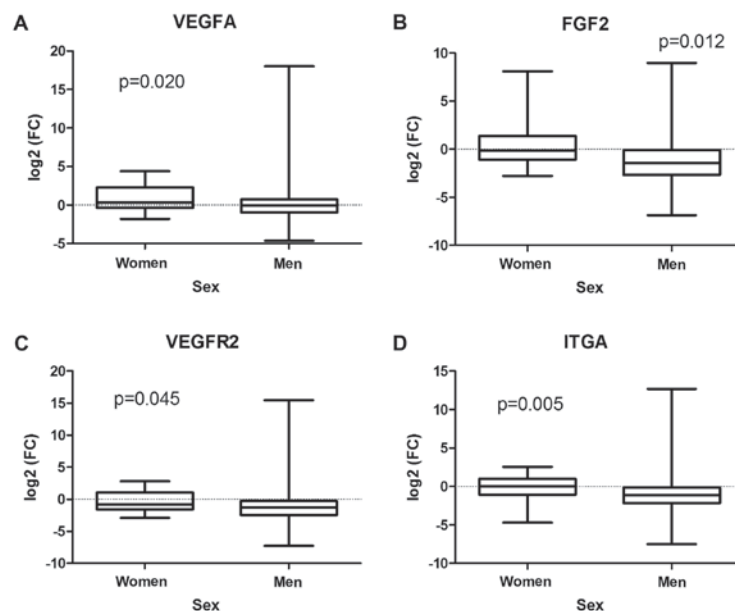 A
VEGFA
p=0.020
log2 (FC)
20
15
10
5
0
-5
Women
Men
Sex
B
FGF2
p=0.012
log2 (FC)
10
5
0
-5
-10
Women
Men
Sex
C
VEGFR2
p=0.045
log2 (FC)
20
15
10
5
0
-5
-10
Women
Men
Sex
D
ITGA
p=0.005
log2 (FC)
15
10
5
0
-5
-10
Women
Men
Sex